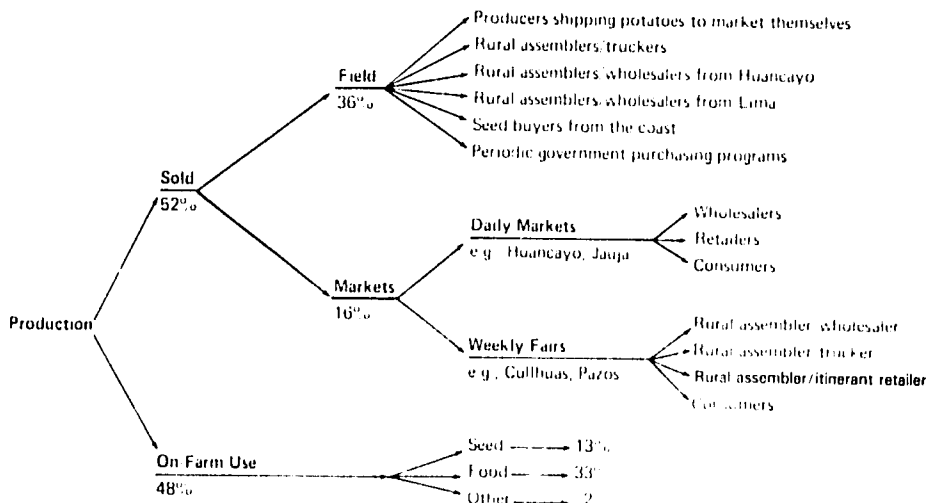 Producers shipping potatoes to market themselves
Rural assemblers/truckers
Field
36%
Rural assemblers/wholesalers from Huancayo
Rural assemblers/wholesalers from Lima
Seed buyers from the coast
Periodic government purchasing programs
Sold
52%
Daily Markets
e.g., Huancayo, Jauja
Wholesalers
Retailers
Consumers
Markets
16%
Production
Weekly Fairs
e.g., Cullhuas, Pazos
Rural assembler wholesaler
Rural assembler trucker
Rural assembler/itinerant retailer
Consumers
On Farm Use
48%
Seed 13%
Food 33
Other 2